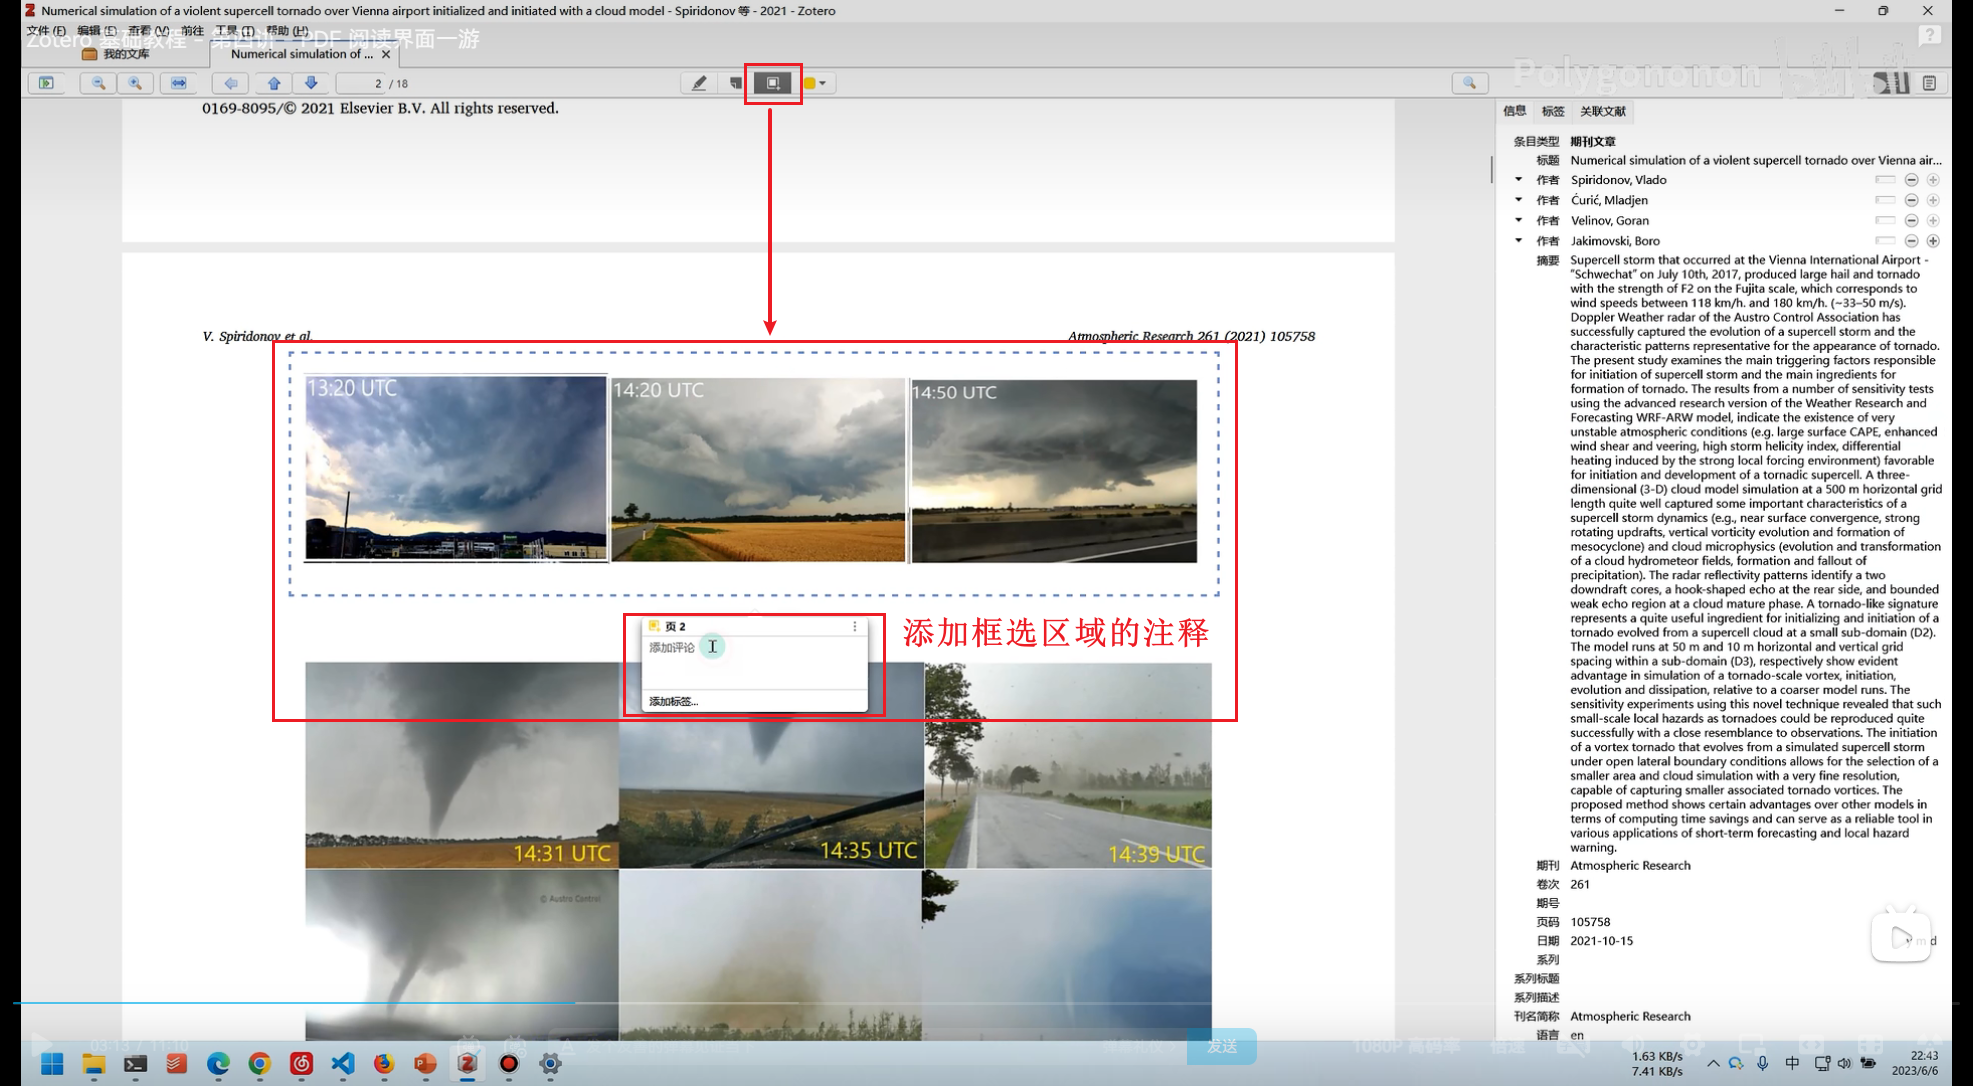 Numerical simulation of a violent supercell tornado over Vienna airport initialized and initiated with a cloud model - Spiridonov 等 - 2021 - Zotero
文件(F) 编辑(E) 查看(V) 前往 工具(T) 帮助(H)
Zotero 基础教程 - 第四讲 - PDF 阅读界面一游
我的文库
Numerical simulation of ...
2 / 18
Polygononon
0169-8095/© 2021 Elsevier B.V. All rights reserved.
V. Spiridonov et al.
Atmospheric Research 261 (2021) 105758
13:20 UTC
14:20 UTC
14:50 UTC
页 2
添加评论
添加标签...
添加框选区域的注释
14:31 UTC
14:35 UTC
14:39 UTC
© Austro Control
信息 标签 关联文献
条目类型 期刊文章
标题 Numerical simulation of a violent supercell tornado over Vienna air...
作者 Spiridonov, Vlado
作者 Ćurić, Mladjen
作者 Velinov, Goran
作者 Jakimovski, Boro
摘要 Supercell storm that occurred at the Vienna International Airport -
"Schwechat" on July 10th, 2017, produced large hail and tornado
with the strength of F2 on the Fujita scale, which corresponds to
wind speeds between 118 km/h. and 180 km/h. (~33–50 m/s).
Doppler Weather radar of the Austro Control Association has
successfully captured the evolution of a supercell storm and the
characteristic patterns representative for the appearance of tornado.
The present study examines the main triggering factors responsible
for initiation of supercell storm and the main ingredients for
formation of tornado. The results from a number of sensitivity tests
using the advanced research version of the Weather Research and
Forecasting WRF-ARW model, indicate the existence of very
unstable atmospheric conditions (e.g. large surface CAPE, enhanced
wind shear and veering, high storm helicity index, differential
heating induced by the strong local forcing environment) favorable
for initiation and development of a tornadic supercell. A three-
dimensional (3-D) cloud model simulation at a 500 m horizontal grid
length quite well captured some important characteristics of a
supercell storm dynamics (e.g., near surface convergence, strong
rotating updrafts, vertical vorticity evolution and formation of
mesocyclone) and cloud microphysics (evolution and transformation
of a cloud hydrometeor fields, formation and fallout of
precipitation). The radar reflectivity patterns identify a two
downdraft cores, a hook-shaped echo at the rear side, and bounded
weak echo region at a cloud mature phase. A tornado-like signature
represents a quite useful ingredient for initializing and initiation of a
tornado evolved from a supercell cloud at a small sub-domain (D2).
The model runs at 50 m and 10 m horizontal and vertical grid
spacing within a sub-domain (D3), respectively show evident
advantage in simulation of a tornado-scale vortex, initiation,
evolution and dissipation, relative to a coarser model runs. The
sensitivity experiments using this novel technique revealed that such
small-scale local hazards as tornadoes could be reproduced quite
successfully with a close resemblance to observations. The initiation
of a vortex tornado that evolves from a simulated supercell storm
under open lateral boundary conditions allows for the selection of a
smaller area and cloud simulation with a very fine resolution,
capable of capturing smaller associated tornado vortices. The
proposed method shows certain advantages over other models in
terms of computing time savings and can serve as a reliable tool in
various applications of short-term forecasting and local hazard
warning.
期刊 Atmospheric Research
卷次 261
期号
页码 105758
日期 2021-10-15
y m d
系列
系列标题
系列描述
刊名简称 Atmospheric Research
语言 en
03:13 / 11:10
发送
1080P 高码率
倍速
1.63 KB/s
7.41 KB/s
中
22:43
2023/6/6